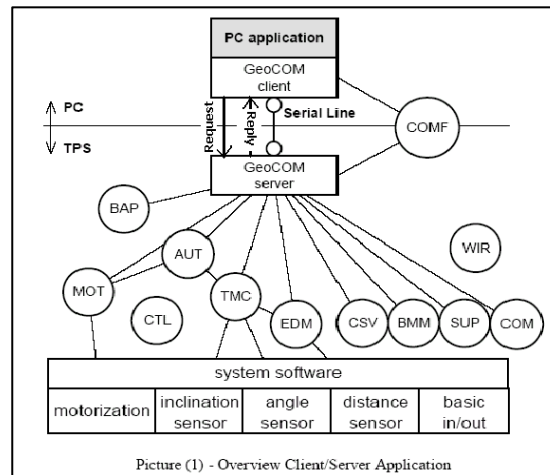 PC application
GeoCOM
client
PC
TPS
Request
Reply
Serial Line
COMF
GeoCOM
server
BAP
AUT
WIR
MOT
TMC
CTL
EDM
CSV
BMM
SUP
COM
system software
motorization
inclination
sensor
angle
sensor
distance
sensor
basic
in/out
Picture (1) - Overview Client/Server Application